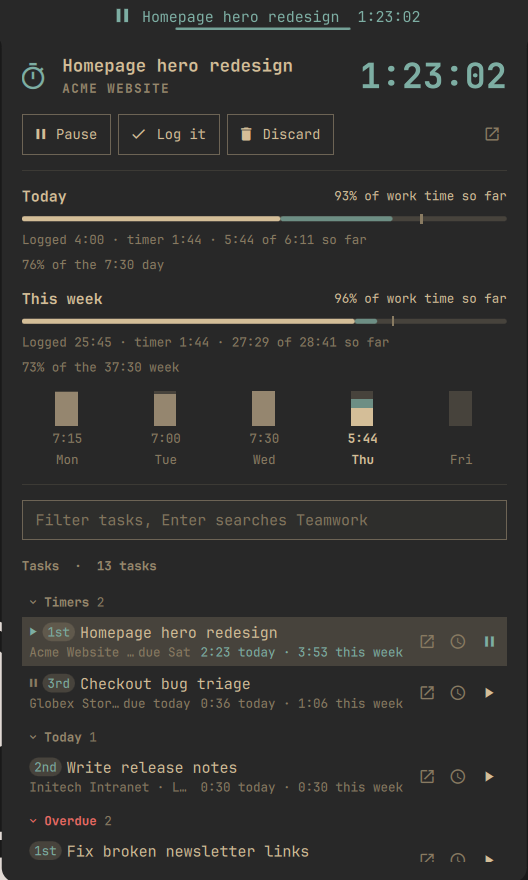 Homepage hero redesign 1:23:02
Homepage hero redesign
ACME WEBSITE
1:23:02
Pause Log it Discard
Today 93% of work time so far
Logged 4:00 · timer 1:44 · 5:44 of 6:11 so far
76% of the 7:30 day
This week 96% of work time so far
Logged 25:45 · timer 1:44 · 27:29 of 28:41 so far
73% of the 37:30 week
7:15 7:00 7:30 5:44
Mon Tue Wed Thu Fri
Filter tasks, Enter searches Teamwork
Tasks · 13 tasks
Timers 2
1st Homepage hero redesign
Acme Website … due Sat 2:23 today · 3:53 this week
3rd Checkout bug triage
Globex Stor… due today 0:36 today · 1:06 this week
Today 1
2nd Write release notes
Initech Intranet · L… 0:30 today · 0:30 this week
Overdue 2
1st Fix broken newsletter links